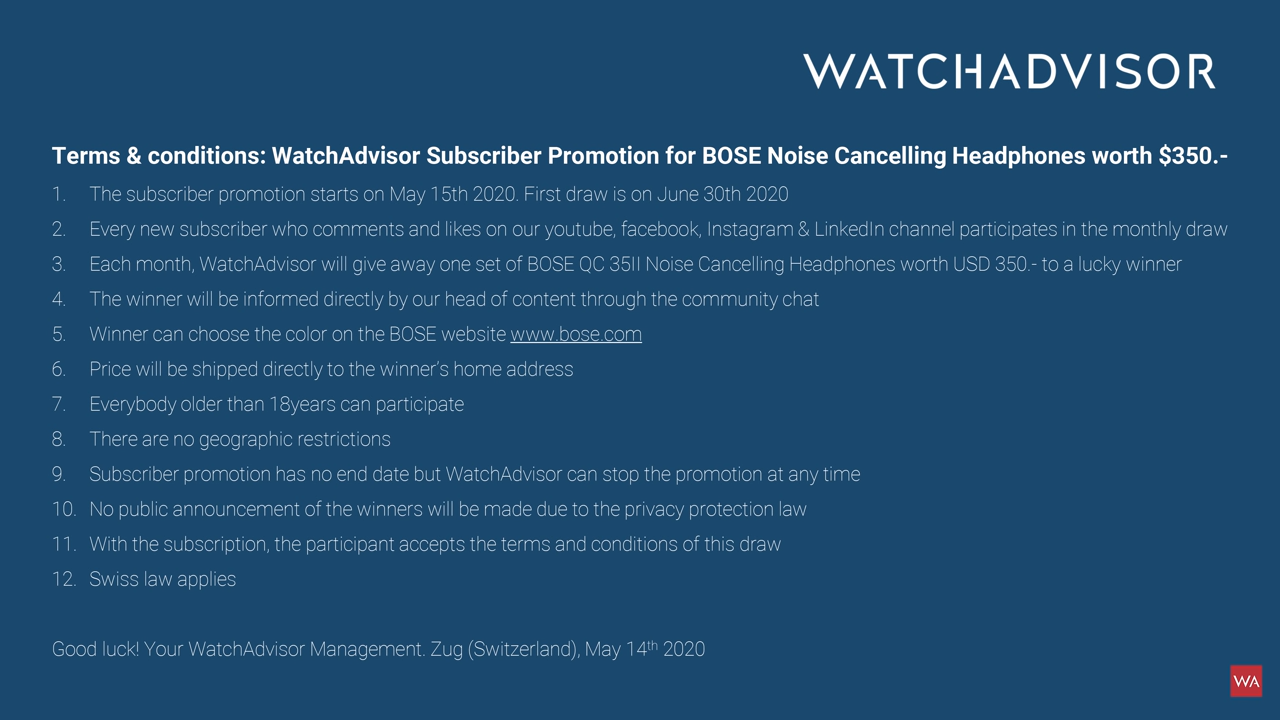 WATCHADVISOR
Terms & conditions: WatchAdvisor Subscriber Promotion for BOSE Noise Cancelling Headphones worth $350.-
1. The subscriber promotion starts on May 15th 2020. First draw is on June 30th 2020
2. Every new subscriber who comments and likes on our youtube, facebook, Instagram & LinkedIn channel participates in the monthly draw
3. Each month, WatchAdvisor will give away one set of BOSE QC 35II Noise Cancelling Headphones worth USD 350.- to a lucky winner
4. The winner will be informed directly by our head of content through the community chat
5. Winner can choose the color on the BOSE website www.bose.com
6. Price will be shipped directly to the winner’s home address
7. Everybody older than 18years can participate
8. There are no geographic restrictions
9. Subscriber promotion has no end date but WatchAdvisor can stop the promotion at any time
10. No public announcement of the winners will be made due to the privacy protection law
11. With the subscription, the participant accepts the terms and conditions of this draw
12. Swiss law applies
Good luck! Your WatchAdvisor Management. Zug (Switzerland), May 14th 2020
WA